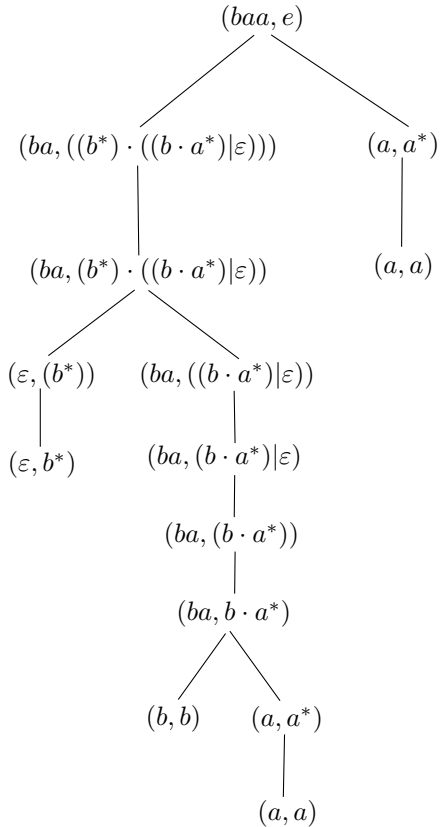 (baa, e)
(ba, ((b*) · ((b · a*)|ε))) (a, a*)
(ba, (b*) · ((b · a*)|ε)) (a, a)
(ε, (b*)) (ba, ((b · a*)|ε))
(ε, b*) (ba, (b · a*)|ε)
(ba, (b · a*))
(ba, b · a*)
(b, b) (a, a*)
(a, a)